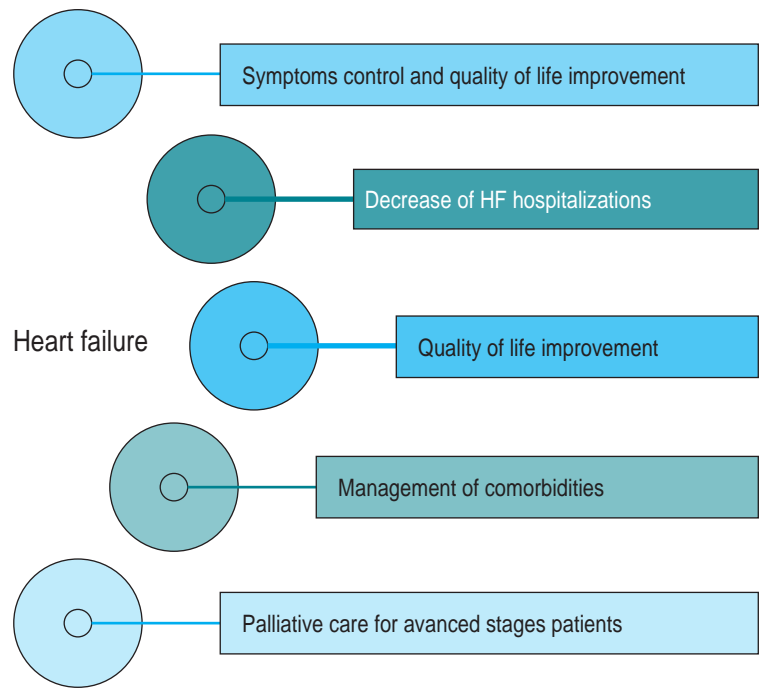 Symptoms control and quality of life improvement
Decrease of HF hospitalizations
Heart failure
Quality of life improvement
Management of comorbidities
Palliative care for avanced stages patients